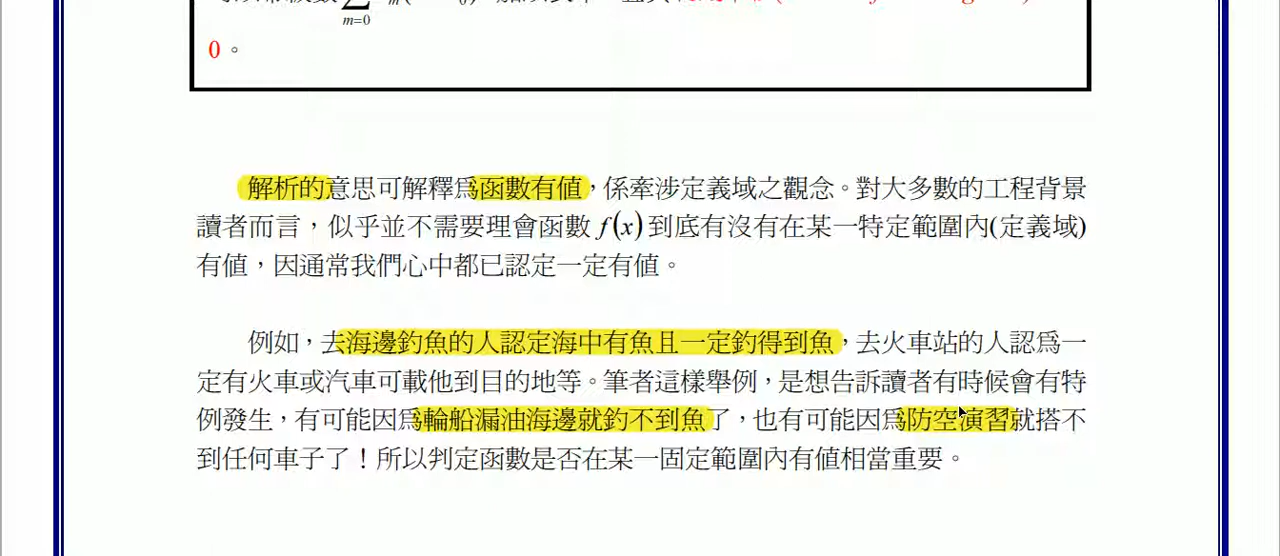 m=0
0。
解析的意思可解釋為函數有值，係牽涉定義域之觀念。對大多數的工程背景
讀者而言，似乎並不需要理會函數 f(x) 到底有沒有在某一特定範圍內(定義域)
有值，因通常我們心中都已認定一定有值。
例如，去海邊釣魚的人認定海中有魚且一定釣得到魚，去火車站的人認為一
定有火車或汽車可載他到目的地等。筆者這樣舉例，是想告訴讀者有時候會有特
例發生，有可能因為輪船漏油海邊就釣不到魚了，也有可能因為防空演習就搭不
到任何車子了！所以判定函數是否在某一固定範圍內有值相當重要。